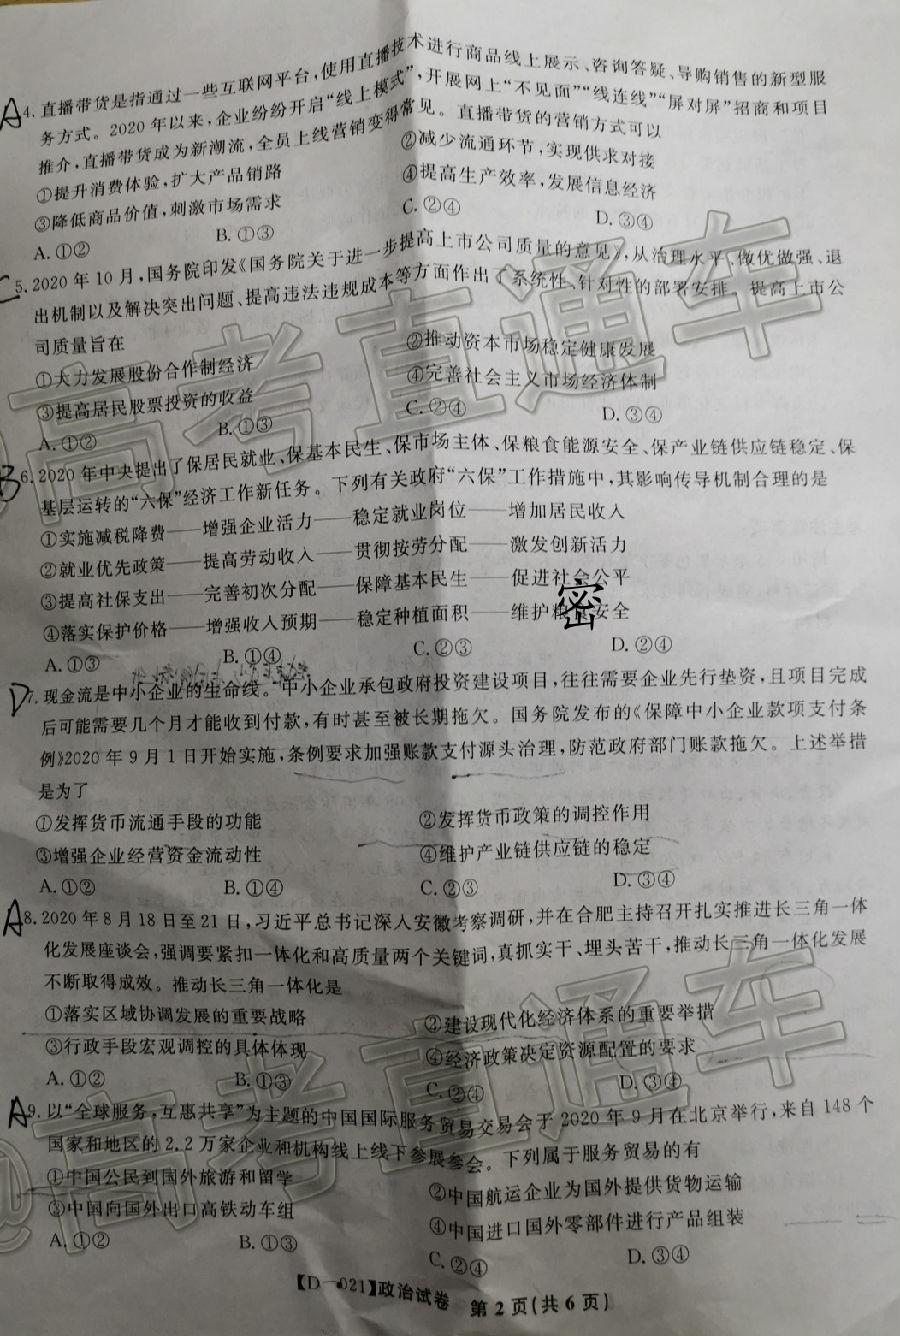 A 4. 直播带货是指通过一些互联网平台,使用直播技术进行商品线上展示、咨询答疑、导购销售的新型服
务方式。2020年以来,企业纷纷开启“线上模式”,开展网上“不见面”“线连线”“屏对屏”招商和项目
推介,直播带货成为新潮流,全员上线营销变得常见。直播带货的营销方式可以
①提升消费体验,扩大产品销路 ②减少流通环节,实现供求对接
③降低商品价值,刺激市场需求 ④提高生产效率,发展信息经济
A. ①② B. ①③ C. ②④ D. ③④
C 5. 2020年10月,国务院印发《国务院关于进一步提高上市公司质量的意见》,从治理水平、做优做强、退
出机制以及解决突出问题、提高违法违规成本等方面作出了系统性、针对性的部署安排。提高上市公
司质量旨在
①大力发展股份合作制经济 ②推动资本市场稳定健康发展
③提高居民股票投资的收益 ④完善社会主义市场经济体制
A. ①② B. ①③ C. ②④ D. ③④
B 6. 2020年中央提出了保居民就业、保基本民生、保市场主体、保粮食能源安全、保产业链供应链稳定、保
基层运转的“六保”经济工作新任务。下列有关政府“六保”工作措施中,其影响传导机制合理的是
①实施减税降费——增强企业活力——稳定就业岗位——增加居民收入
②就业优先政策——提高劳动收入——贯彻按劳分配——激发创新活力
③提高社保支出——完善初次分配——保障基本民生——促进社会公平
④落实保护价格——增强收入预期——稳定种植面积——维护粮食安全
密
A. ①③ B. ①④ C. ②③ D. ②④
D 7. 现金流是中小企业的生命线。中小企业承包政府投资建设项目,往往需要企业先行垫资,且项目完成
后可能需要几个月才能收到付款,有时甚至被长期拖欠。国务院发布的《保障中小企业款项支付条
例》2020年9月1日开始实施,条例要求加强账款支付源头治理,防范政府部门账款拖欠。上述举措
是为了
①发挥货币流通手段的功能 ②发挥货币政策的调控作用
③增强企业经营资金流动性 ④维护产业链供应链的稳定
A. ①② B. ①④ C. ②③ D. ③④
A 8. 2020年8月18日至21日,习近平总书记深入安徽考察调研,并在合肥主持召开扎实推进长三角一体
化发展座谈会,强调要紧扣一体化和高质量两个关键词,真抓实干、埋头苦干,推动长三角一体化发展
不断取得成效。推动长三角一体化是
①落实区域协调发展的重要战略 ②建设现代化经济体系的重要举措
③行政手段宏观调控的具体体现 ④经济政策决定资源配置的要求
A. ①② B. ①③ C. ②④ D. ③④
A 9. 以“全球服务,互惠共享”为主题的中国国际服务贸易交易会于2020年9月在北京举行,来自148个
国家和地区的2.2万家企业和机构线上线下参展参会。下列属于服务贸易的有
①中国公民到国外旅游和留学 ②中国航运企业为国外提供货物运输
③中国向国外出口高铁动车组 ④中国进口国外零部件进行产品组装
A. ①② B. ①③ C. ②④ D. ③④
【D—021】政治试卷 第2页(共6页)
@高考直通车
@高考直通车